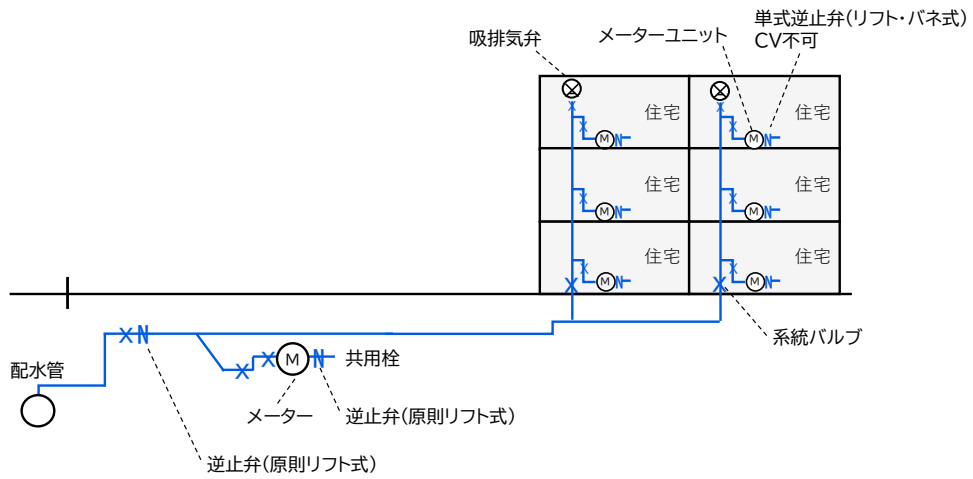 単式逆止弁(リフト・バネ式)
CV不可
メーターユニット
吸排気弁
住宅
住宅
M
N
M
N
住宅
住宅
M
N
M
N
住宅
住宅
M
N
M
N
系統バルブ
N
配水管
M
N
共用栓
メーター
逆止弁(原則リフト式)
逆止弁(原則リフト式)